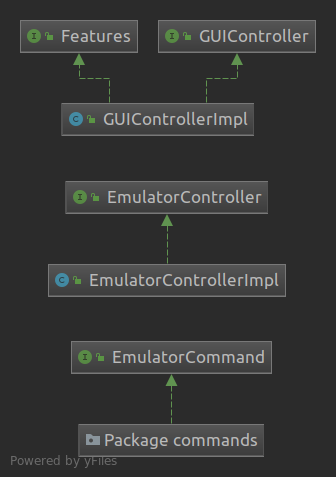 I Features
I GUIController
C GUIControllerImpl
I EmulatorController
C EmulatorControllerImpl
I EmulatorCommand
Package commands
Powered by yFiles